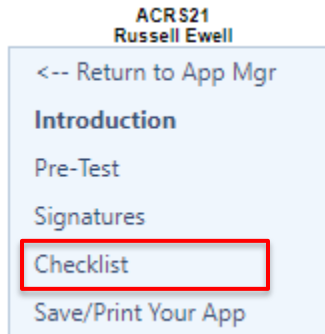 ACRS21
Russell Ewell
<-- Return to App Mgr
Introduction
Pre-Test
Signatures
Checklist
Save/Print Your App